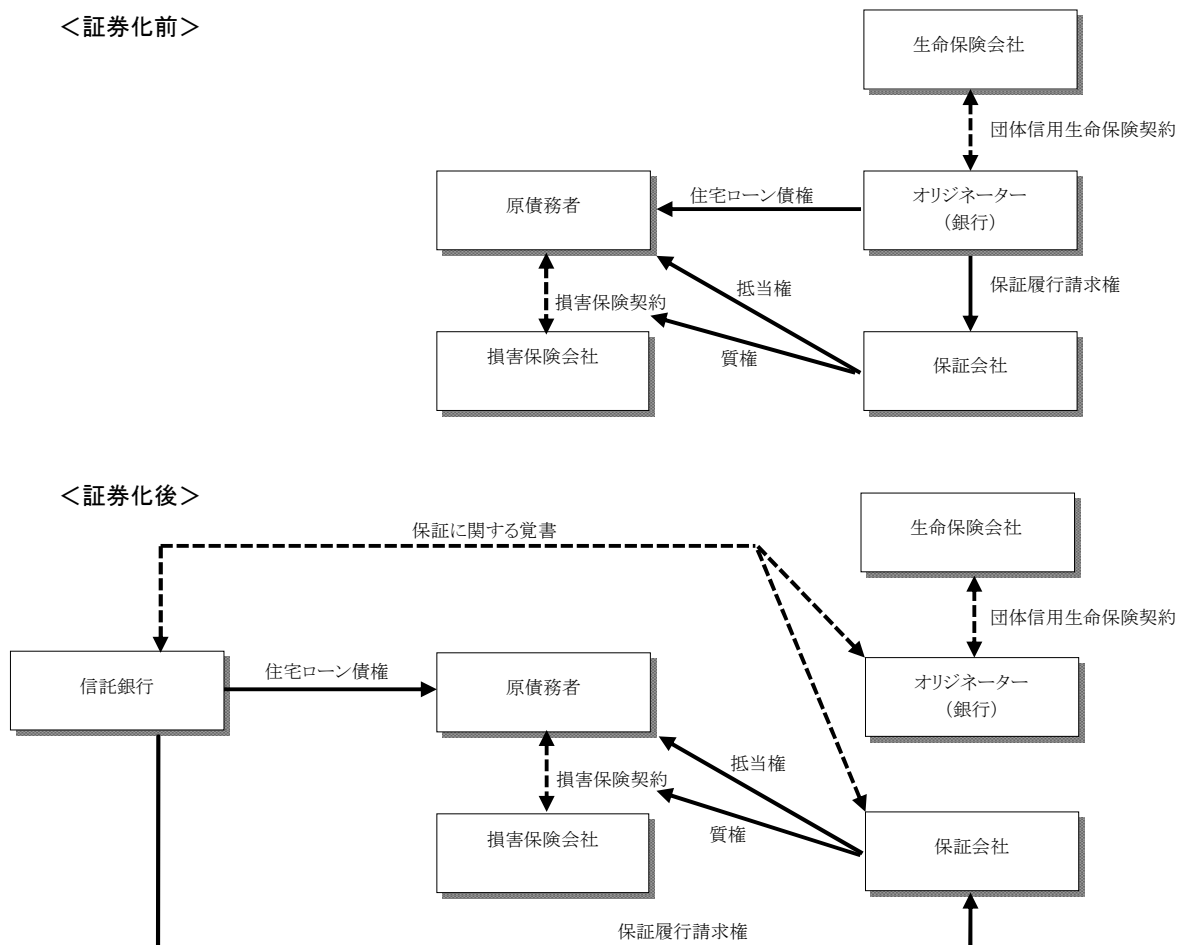 ＜証券化前＞
生命保険会社
団体信用生命保険契約
原債務者
住宅ローン債権
オリジネーター
（銀行）
抵当権
保証履行請求権
損害保険契約
損害保険会社
質権
保証会社
＜証券化後＞
保証に関する覚書
生命保険会社
団体信用生命保険契約
信託銀行
住宅ローン債権
原債務者
オリジネーター
（銀行）
抵当権
損害保険契約
損害保険会社
質権
保証会社
保証履行請求権